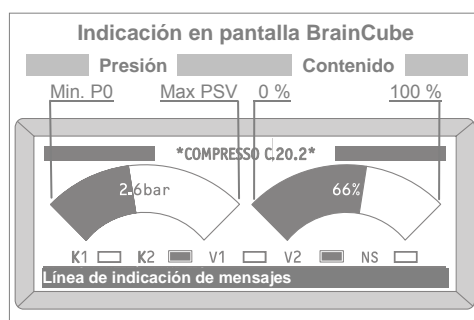 Indicación en pantalla BrainCube
Presión Contenido
Min. P0 Max PSV 0 % 100 %
*COMPRESSO C,20.2*
2.6bar 66%
K1 K2 V1 V2 NS
Línea de indicación de mensajes